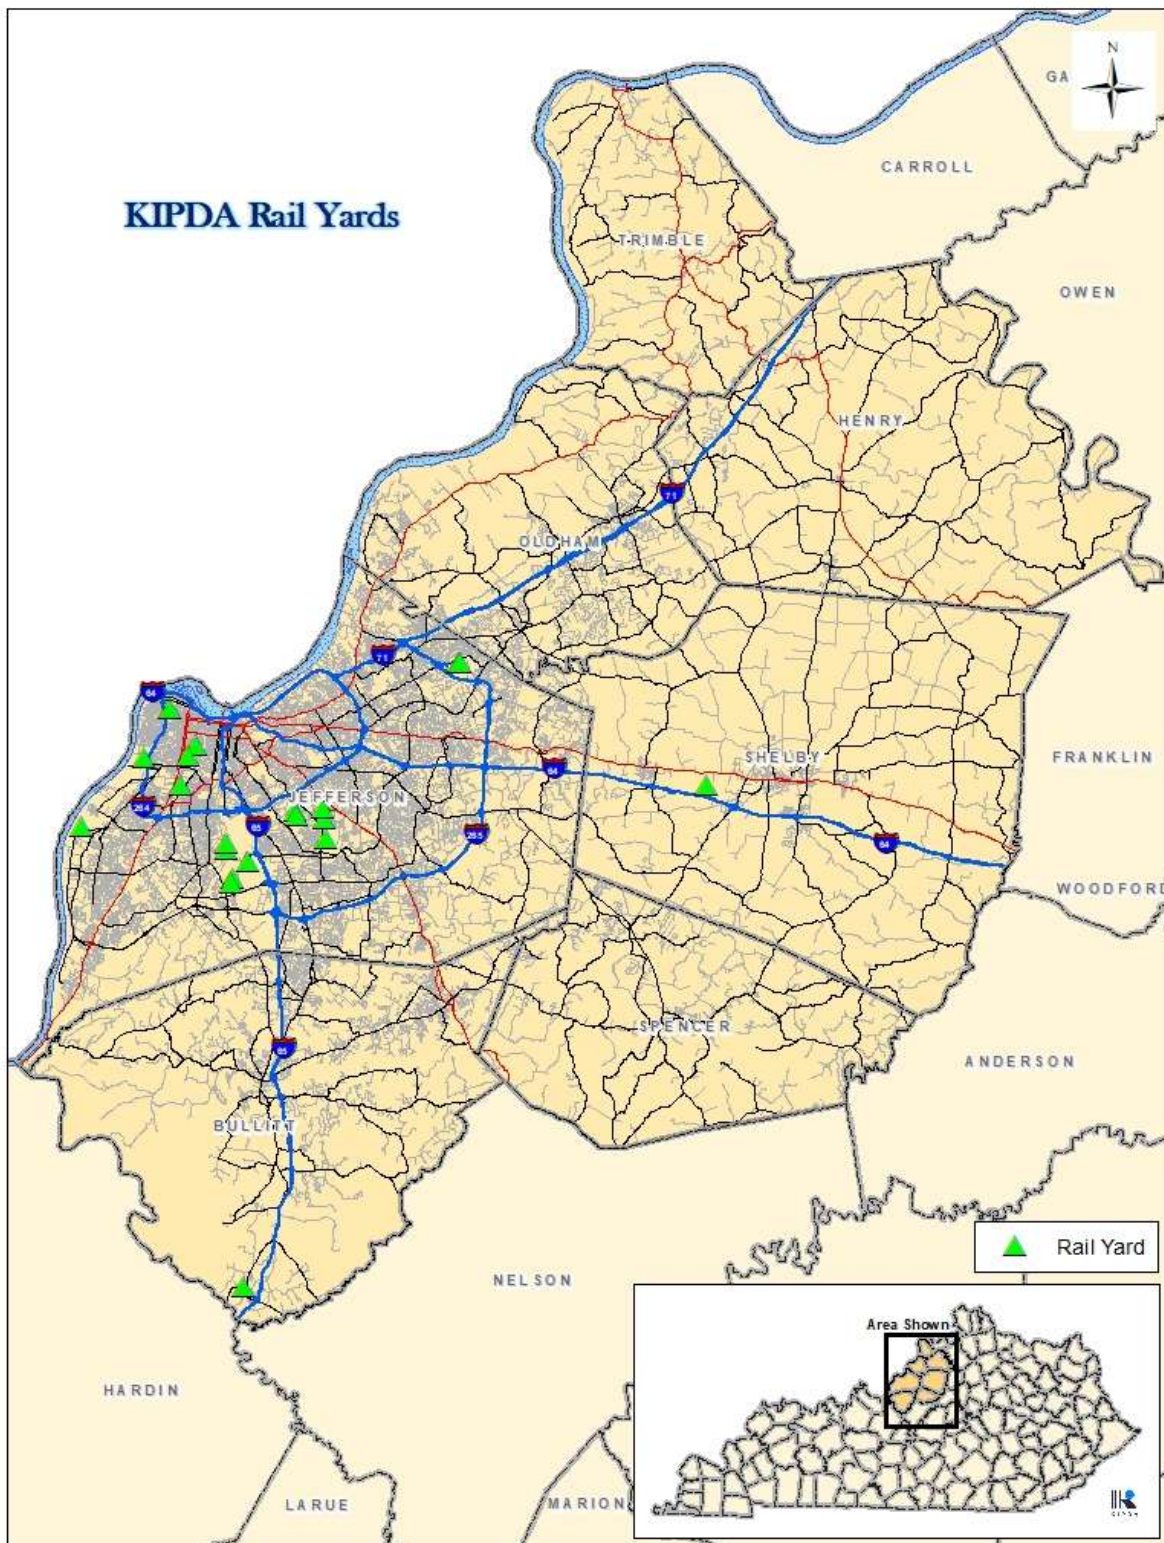 N
GA
CARROLL
KIPDA Rail Yards
TRIMBLE
OWEN
HENRY
71
OLDHAM
71
64
SHELBY
FRANKLIN
64
JEFFERSON
264
65
265
64
WOODFORD
SPENCER
65
ANDERSON
BULLITT
Rail Yard
NELSON
Area Shown
HARDIN
LARUE
MARION
KIPDA